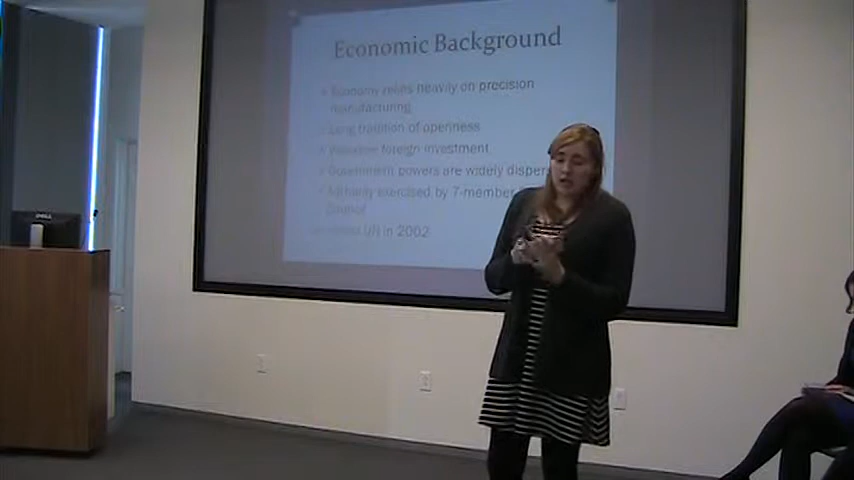 Economic Background
Economy relies heavily on precision
manufacturing
Long tradition of openness
Welcome foreign investment
Government powers are widely dispers
Authority exercised by 7-member
Council
UN in 2002
DELL